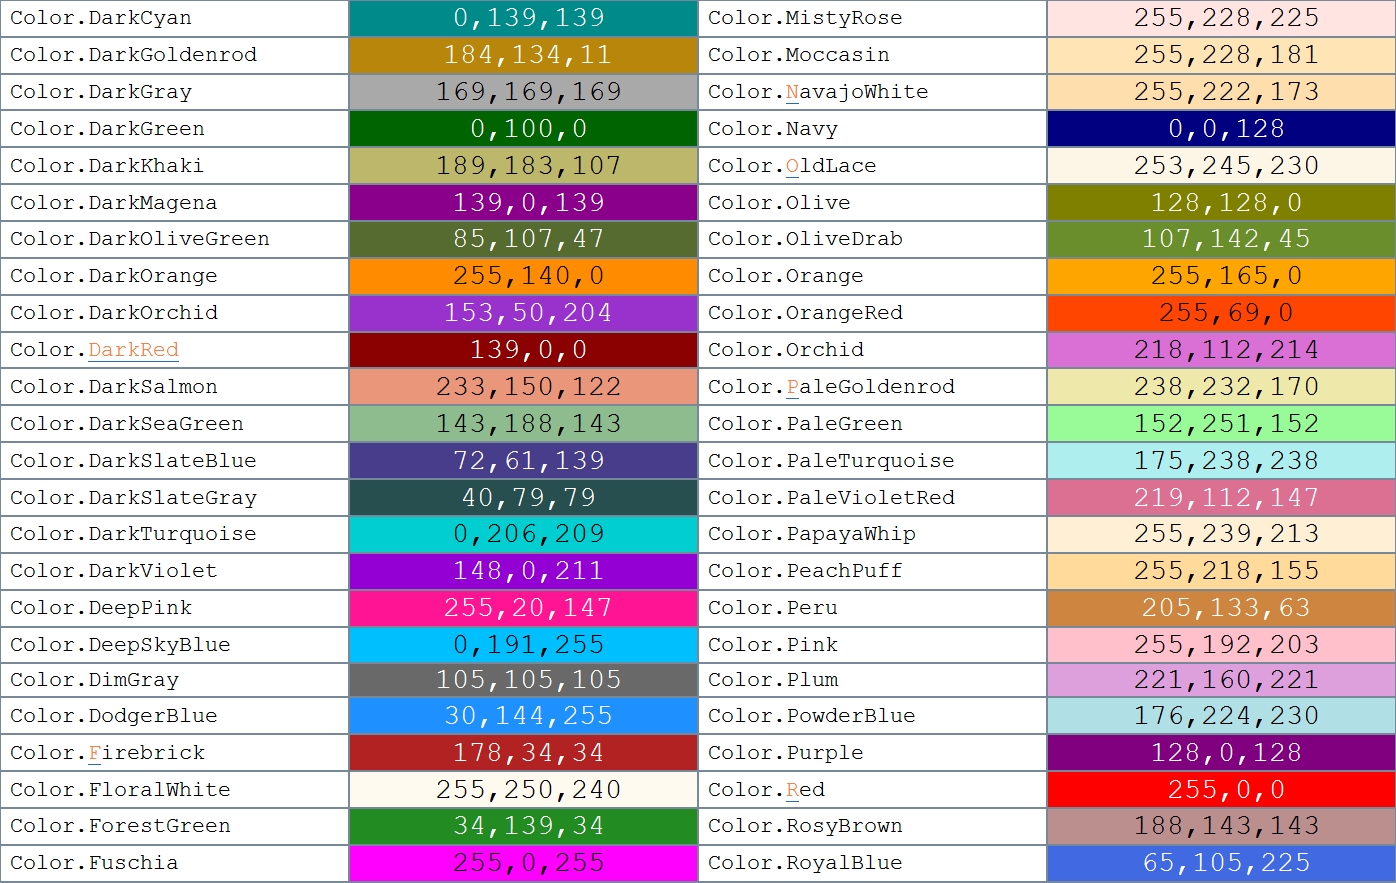 Color.DarkCyan 0,139,139 Color.MistyRose 255,228,225
Color.DarkGoldenrod 184,134,11 Color.Moccasin 255,228,181
Color.DarkGray 169,169,169 Color.NavajoWhite 255,222,173
Color.DarkGreen 0,100,0 Color.Navy 0,0,128
Color.DarkKhaki 189,183,107 Color.OldLace 253,245,230
Color.DarkMagena 139,0,139 Color.Olive 128,128,0
Color.DarkOliveGreen 85,107,47 Color.OliveDrab 107,142,45
Color.DarkOrange 255,140,0 Color.Orange 255,165,0
Color.DarkOrchid 153,50,204 Color.OrangeRed 255,69,0
Color.DarkRed 139,0,0 Color.Orchid 218,112,214
Color.DarkSalmon 233,150,122 Color.PaleGoldenrod 238,232,170
Color.DarkSeaGreen 143,188,143 Color.PaleGreen 152,251,152
Color.DarkSlateBlue 72,61,139 Color.PaleTurquoise 175,238,238
Color.DarkSlateGray 40,79,79 Color.PaleVioletRed 219,112,147
Color.DarkTurquoise 0,206,209 Color.PapayaWhip 255,239,213
Color.DarkViolet 148,0,211 Color.PeachPuff 255,218,155
Color.DeepPink 255,20,147 Color.Peru 205,133,63
Color.DeepSkyBlue 0,191,255 Color.Pink 255,192,203
Color.DimGray 105,105,105 Color.Plum 221,160,221
Color.DodgerBlue 30,144,255 Color.PowderBlue 176,224,230
Color.Firebrick 178,34,34 Color.Purple 128,0,128
Color.FloralWhite 255,250,240 Color.Red 255,0,0
Color.ForestGreen 34,139,34 Color.RosyBrown 188,143,143
Color.Fuschia 255,0,255 Color.RoyalBlue 65,105,225